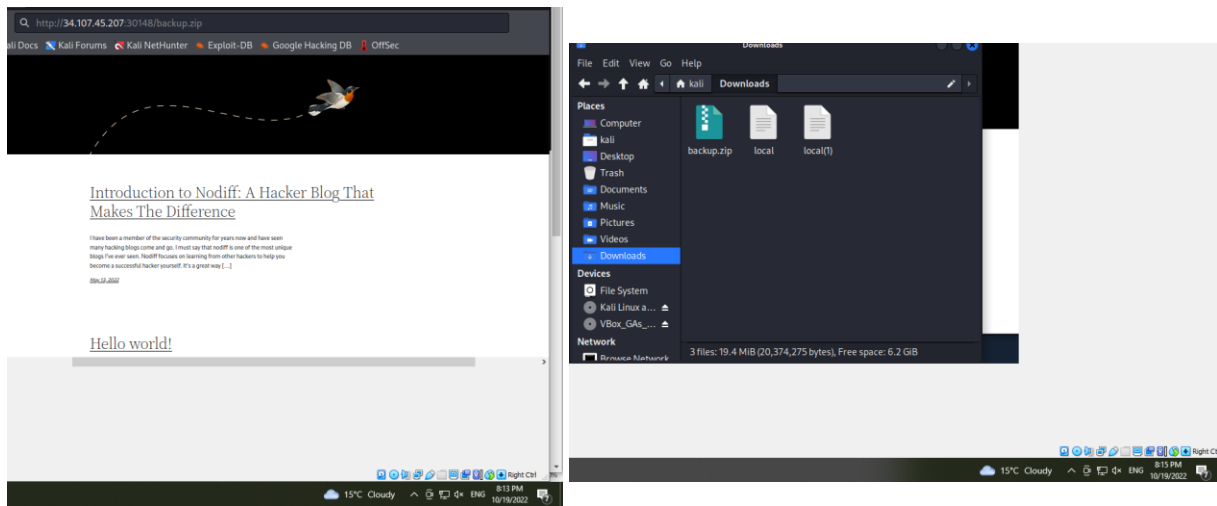 http://34.107.45.207:30148/backup.zip
ali Docs Kali Forums Kali NetHunter Exploit-DB Google Hacking DB OffSec
Introduction to Nodiff: A Hacker Blog That
Makes The Difference
I have been a member of the security community for years now and have seen
many hacking blogs come and go. I must say that nodiff is one of the most unique
blogs I've ever seen. Nodiff focuses on learning from other hackers to help you
become a successful hacker yourself. It's a great way […]
May 13, 2022
Hello world!
Right Ctrl
15°C Cloudy ENG 8:13 PM
10/19/2022
Downloads
File Edit View Go Help
kali Downloads
Places
Computer
kali
Desktop
Trash
Documents
Music
Pictures
Videos
Downloads
Devices
File System
Kali Linux a...
VBox_GAs_...
Network
Browse Network
backup.zip local local(1)
3 files: 19.4 MiB (20,374,275 bytes), Free space: 6.2 GiB
Right Ct
15°C Cloudy ENG 8:15 PM
10/19/2022